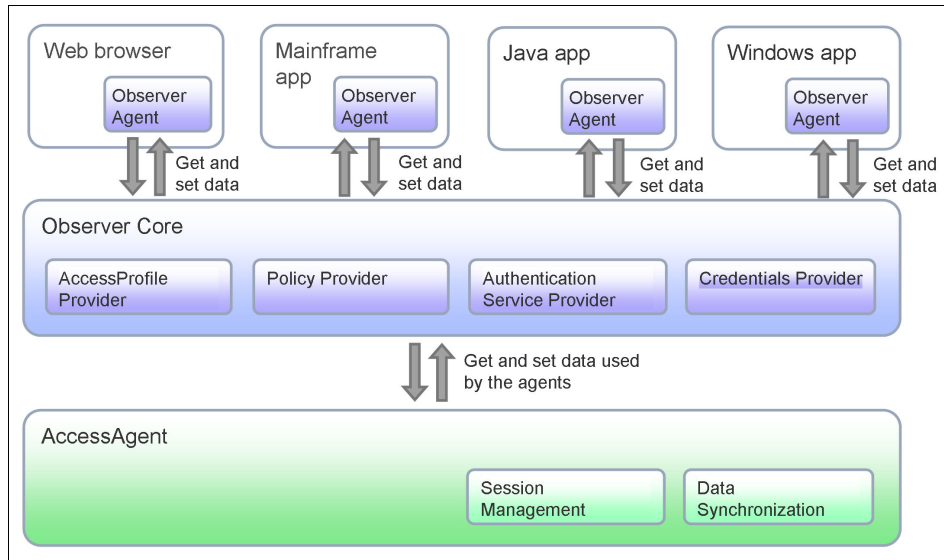 Web browser
Observer
Agent
Mainframe
app
Observer
Agent
Java app
Observer
Agent
Windows app
Observer
Agent
Get and
set data
Get and
set data
Get and
set data
Get and
set data
Observer Core
AccessProfile
Provider
Policy Provider
Authentication
Service Provider
Credentials Provider
Get and set data used
by the agents
AccessAgent
Session
Management
Data
Synchronization